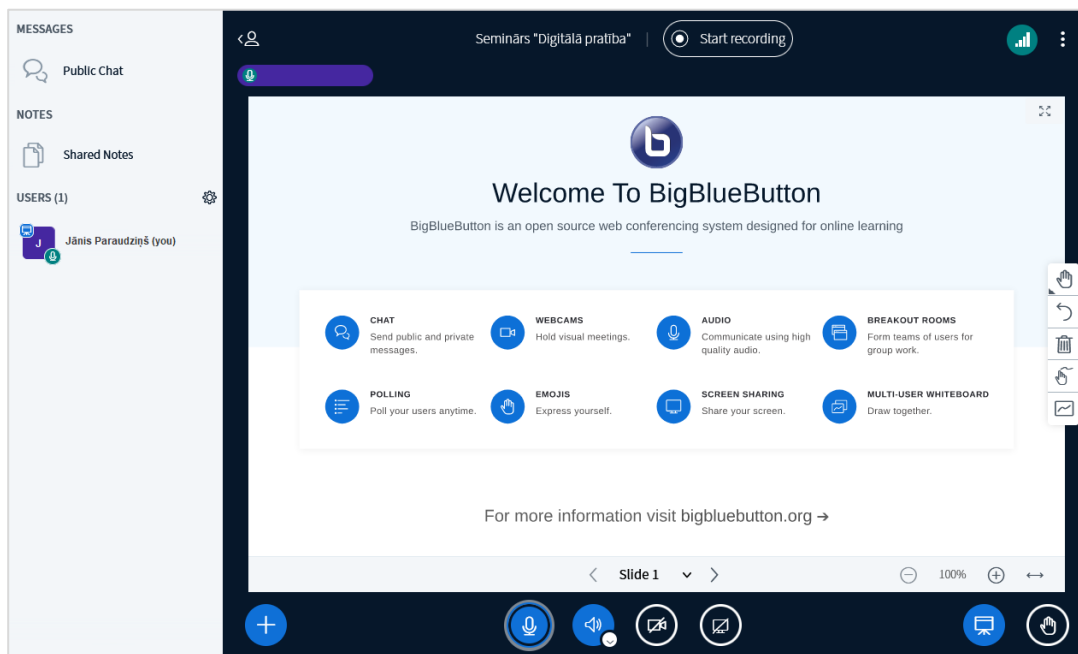 MESSAGES
Public Chat
NOTES
Shared Notes
USERS (1)
J
Jānis Paraudziņš (you)
Seminārs "Digitālā pratība"
Start recording
b
Welcome To BigBlueButton
BigBlueButton is an open source web conferencing system designed for online learning
CHAT
Send public and private
messages.
WEBCAMS
Hold visual meetings.
AUDIO
Communicate using high
quality audio.
BREAKOUT ROOMS
Form teams of users for
group work.
POLLING
Poll your users anytime.
EMOJIS
Express yourself.
SCREEN SHARING
Share your screen.
MULTI-USER WHITEBOARD
Draw together.
For more information visit bigbluebutton.org →
Slide 1
100%